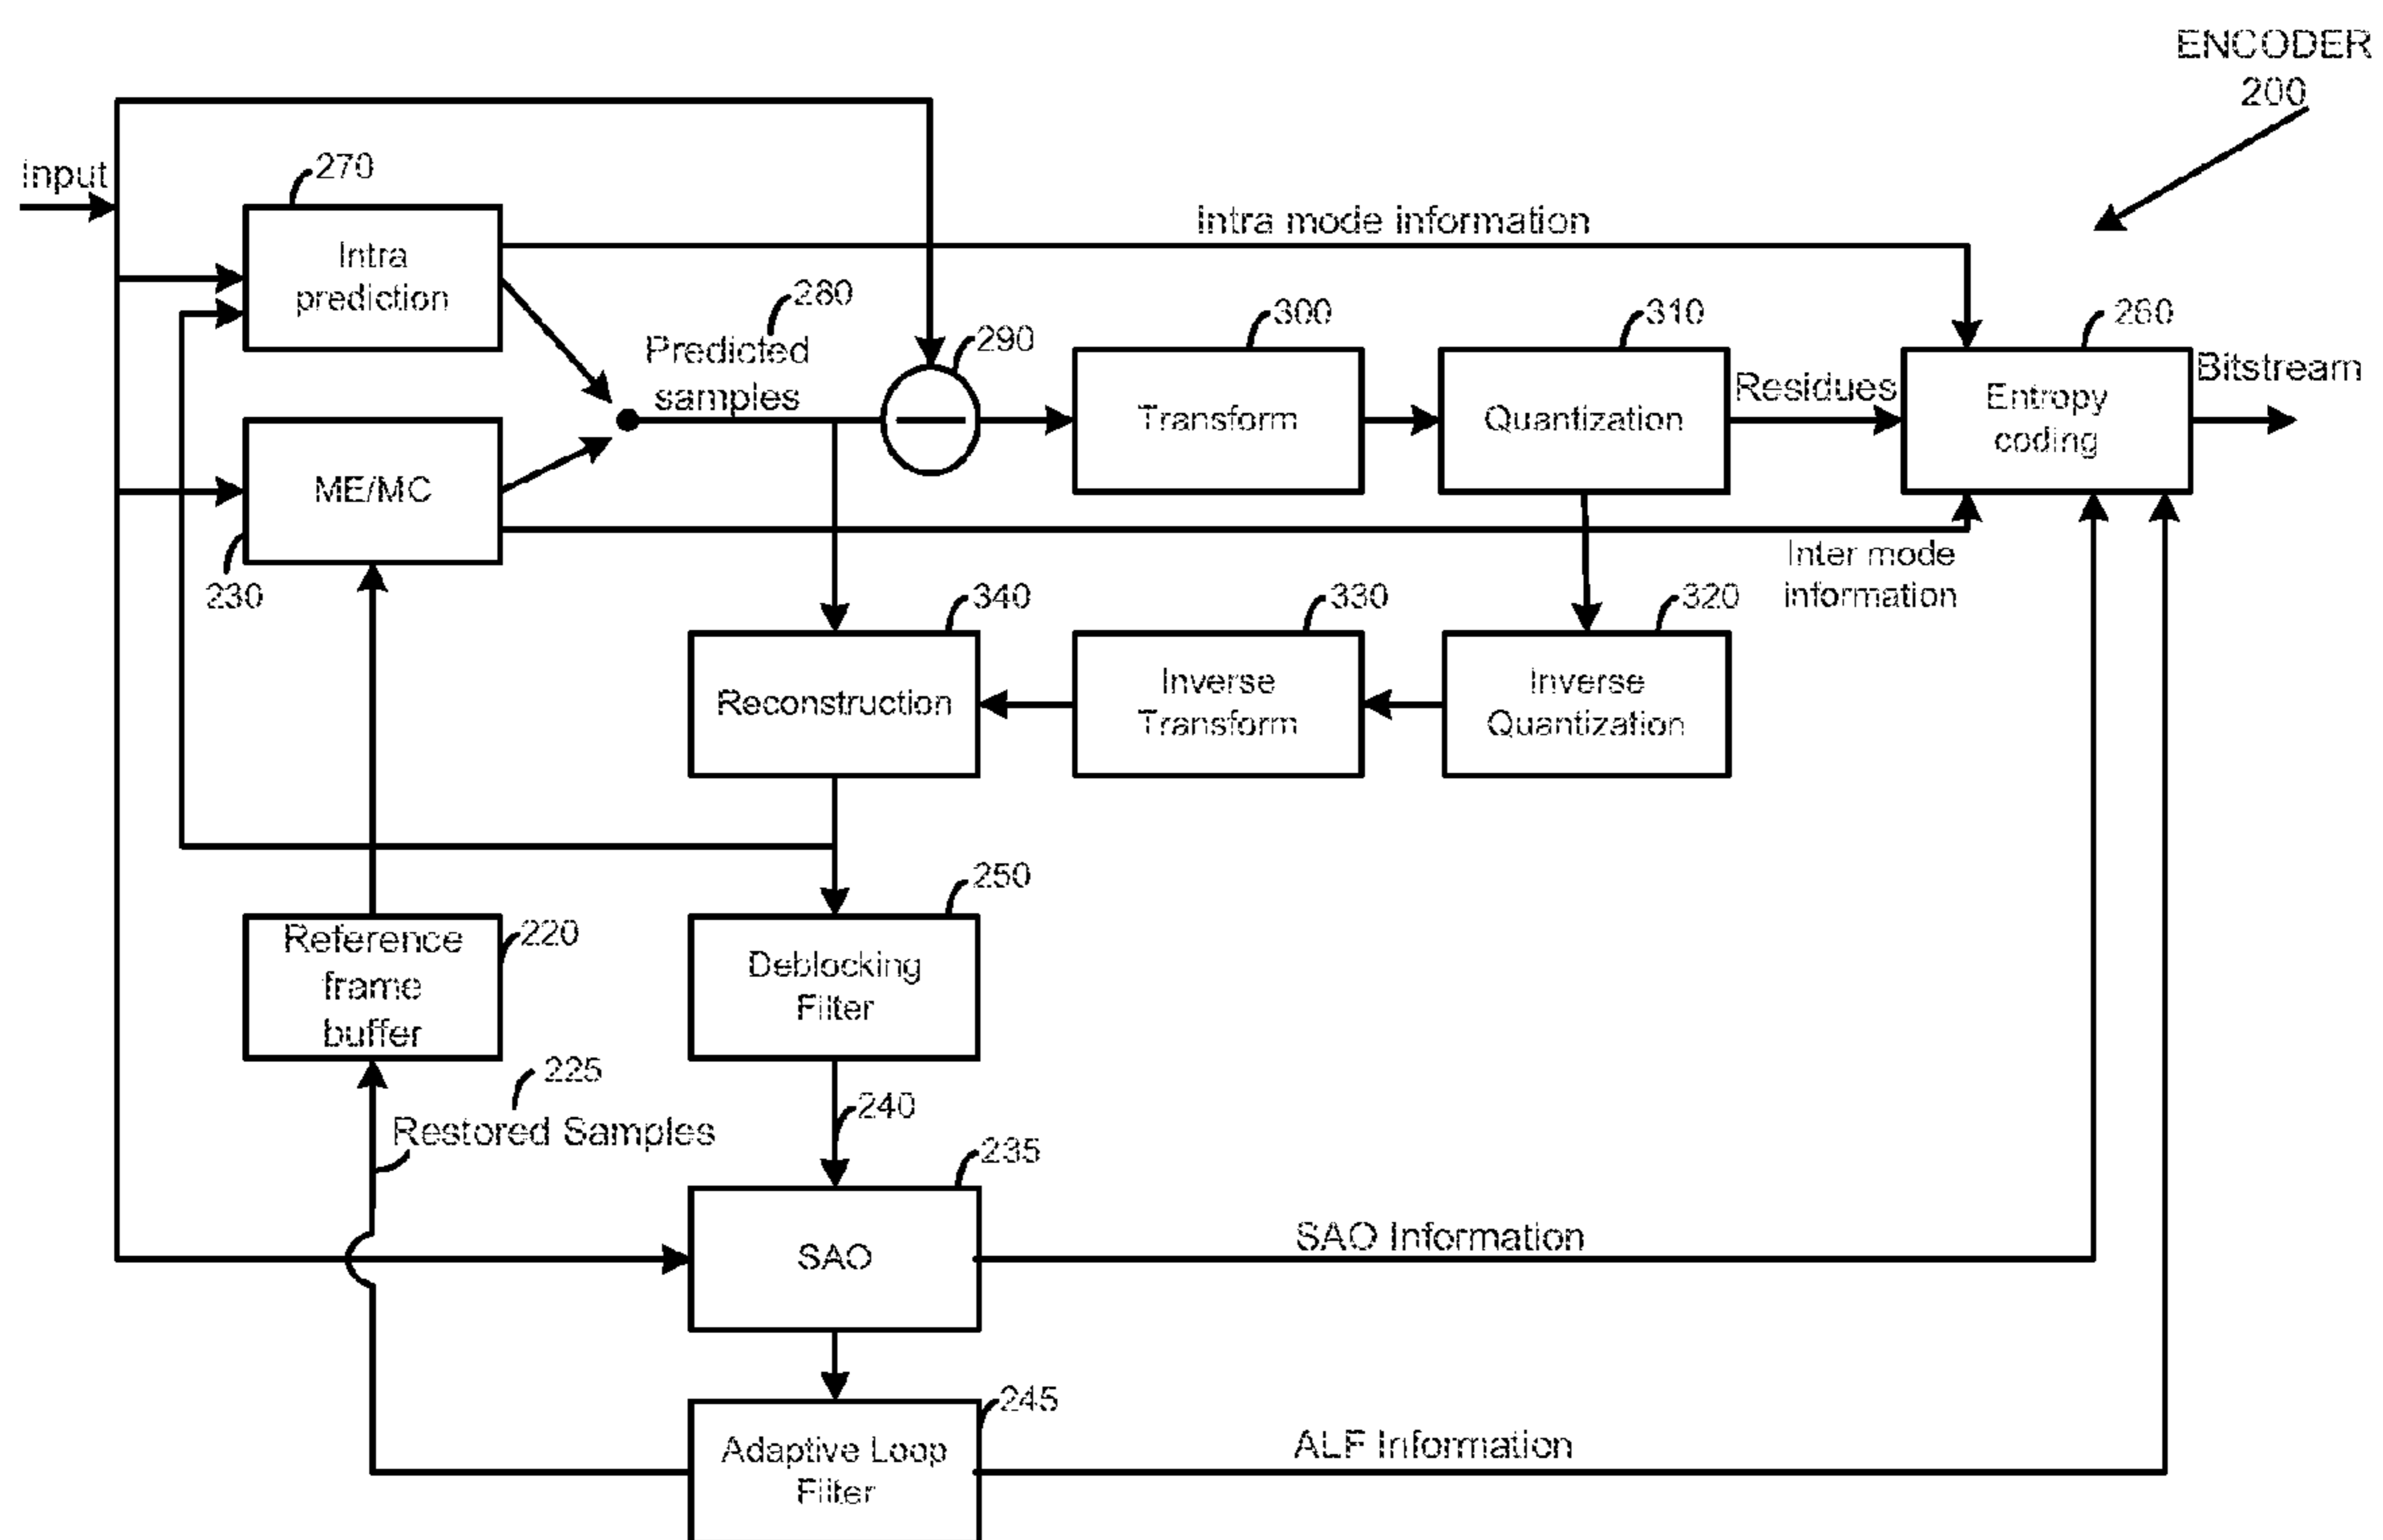 ENCODER
200
Input
270
Intra
prediction
Intra mode information
280
Predicted
samples
290
300
Transform
310
Quantization
Residues
260
Entropy
coding
Bitstream
ME/MC
230
Inter mode
information
340
Reconstruction
330
Inverse
Transform
320
Inverse
Quantization
250
Deblocking
Filter
220
Reference
frame
buffer
225
Restored Samples
240
235
SAO
SAO Information
245
Adaptive Loop
Filter
ALF Information